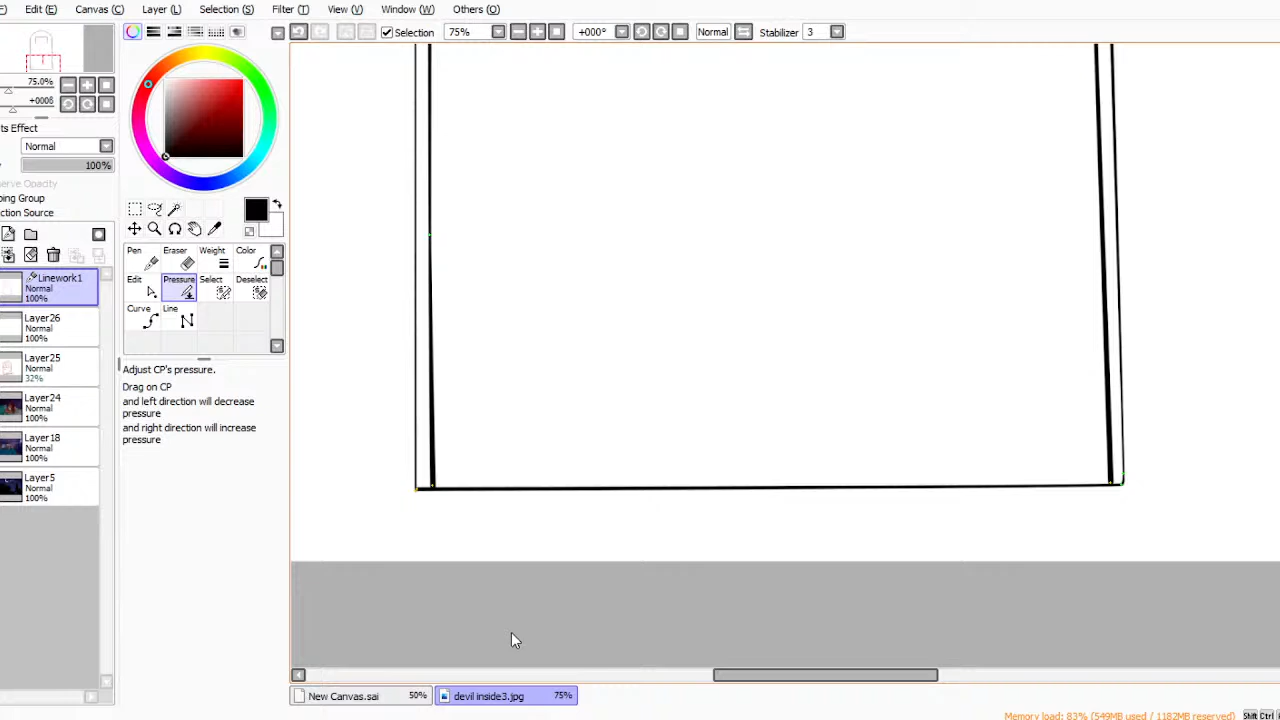 Edit (E) Canvas (C) Layer (L) Selection (S) Filter (T) View (V) Window (W) Others (O)
Selection 75% +000° Normal Stabilizer 3
75.0%
+000
ts Effect
Normal
100%
erve Opacity
ping Group
ction Source
Linework1
Normal
100%
Layer26
Normal
100%
Layer25
Normal
32%
Layer24
Normal
100%
Layer18
Normal
100%
Layer5
Normal
100%
Pen Eraser Weight Color
Edit Pressure Select Deselect
Curve Line
Adjust CP's pressure.
Drag on CP
and left direction will decrease
pressure
and right direction will increase
pressure
New Canvas.sai 50% devil inside3.jpg 75%
Memory load: 83% (549MB used / 1182MB reserved) Shift Ctrl